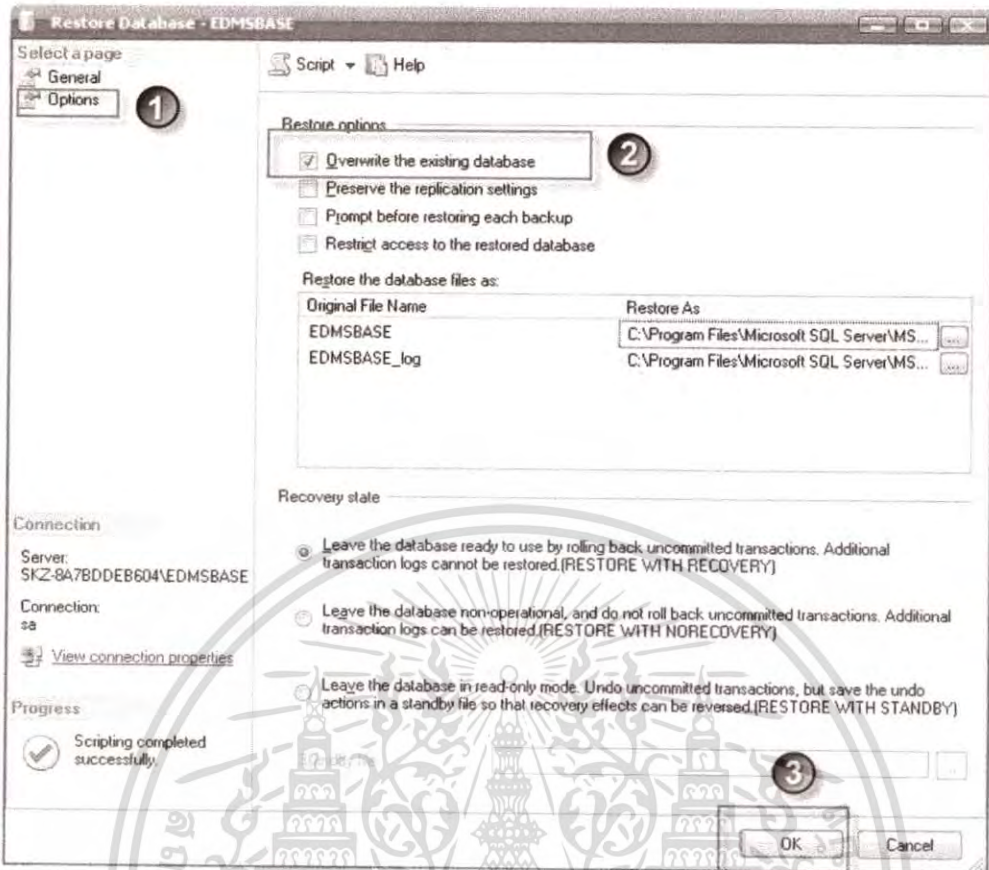 Restore Database - EDMSBASE
Select a page
General
Options
1
Script
Help
Restore options
Overwrite the existing database
2
Preserve the replication settings
Prompt before restoring each backup
Restrict access to the restored database
Restore the database files as:
Original File Name Restore As
EDMSBASE C:\Program Files\Microsoft SQL Server\MS... ...
EDMSBASE_log C:\Program Files\Microsoft SQL Server\MS... ...
Recovery state
Leave the database ready to use by rolling back uncommitted transactions. Additional
transaction logs cannot be restored.(RESTORE WITH RECOVERY)
Leave the database non-operational, and do not roll back uncommitted transactions. Additional
transaction logs can be restored.(RESTORE WITH NORECOVERY)
Leave the database in read-only mode. Undo uncommitted transactions, but save the undo
actions in a standby file so that recovery effects can be reversed.(RESTORE WITH STANDBY)
Connection
Server:
SKZ-8A7BDDEB604\EDMSBASE
Connection:
sa
View connection properties
Progress
Scripting completed
successfully.
3
OK
Cancel